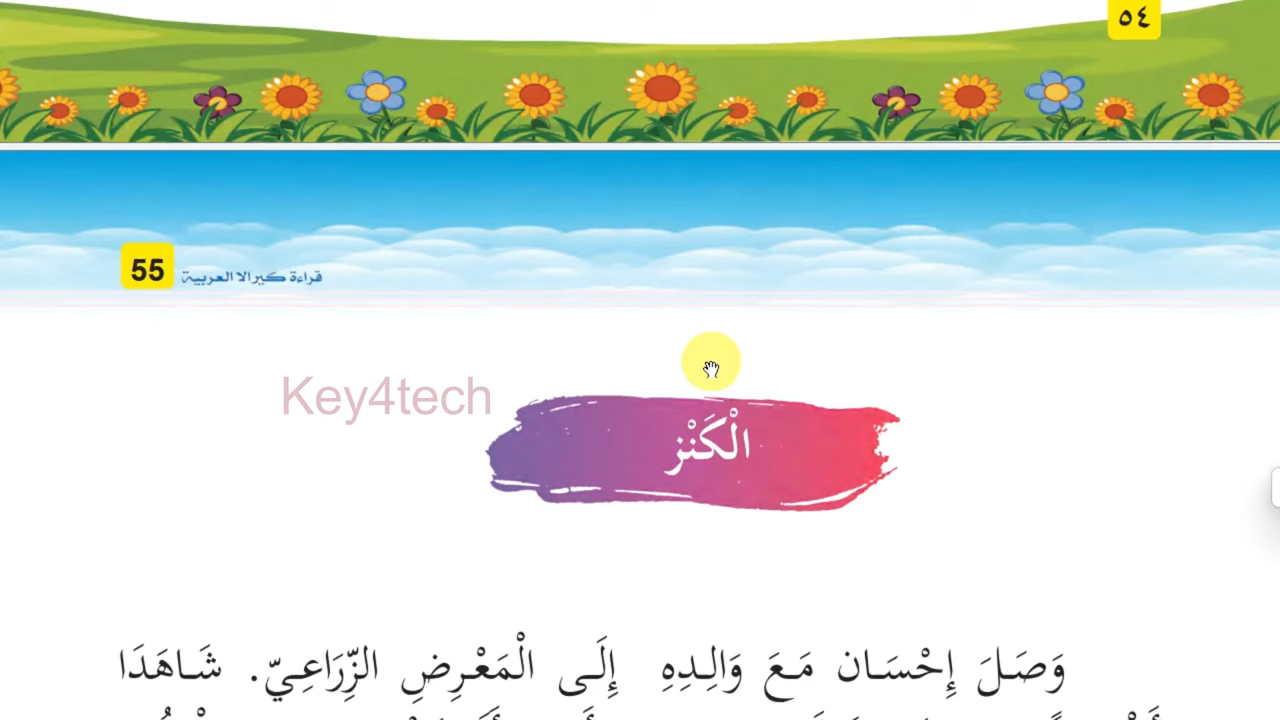 ٥٤
55 قراءة كيرالا العربية
Key4tech
الْكَنْز
وَصَلَ إِحْسَان مَعَ وَالِدِهِ إِلَى الْمَعْرِضِ الزِّرَاعِيّ. شَاهَدَا